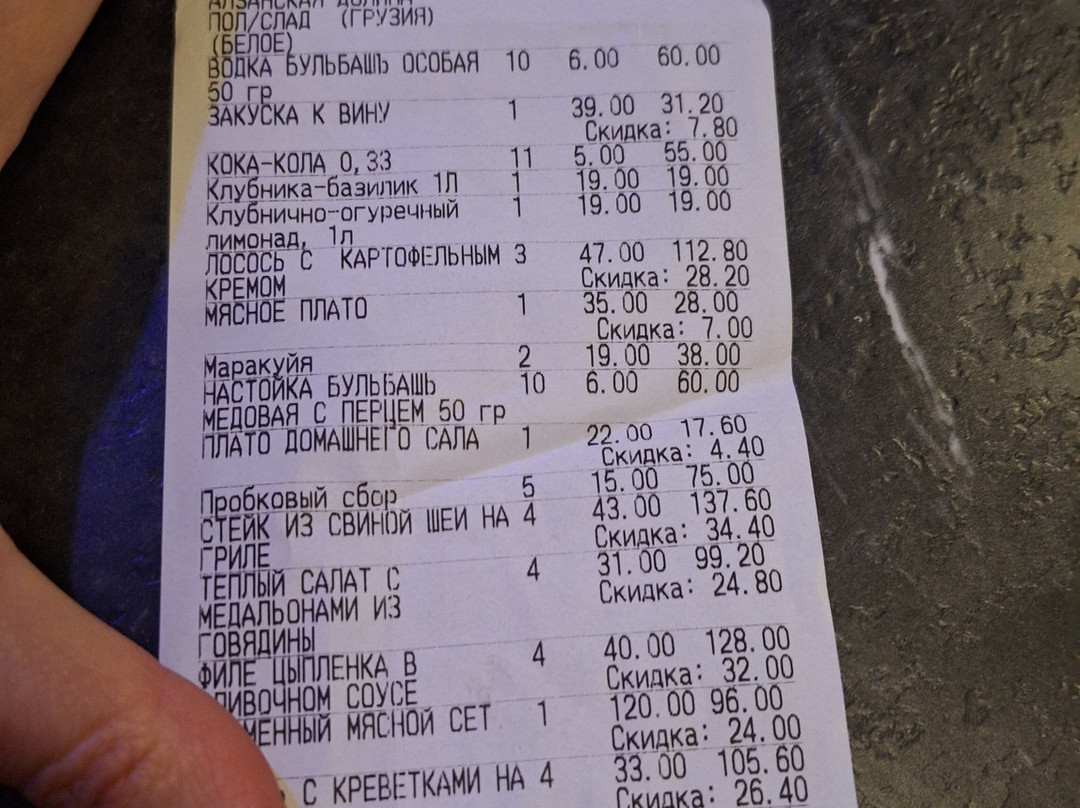 АЛЗАНСКАЯ ДОЛИНА
ПОЛ/СЛАД (ГРУЗИЯ)
(БЕЛОЕ)
ВОДКА БУЛЬБАШЬ ОСОБАЯ 10 6.00 60.00
50 гр
ЗАКУСКА К ВИНУ 1 39.00 31.20
Скидка: 7.80
КОКА-КОЛА 0,33 11 5.00 55.00
Клубника-базилик 1Л 1 19.00 19.00
Клубнично-огуречный 1 19.00 19.00
лимонад, 1л
ЛОСОСЬ С КАРТОФЕЛЬНЫМ 3 47.00 112.80
КРЕМОМ Скидка: 28.20
МЯСНОЕ ПЛАТО 1 35.00 28.00
Скидка: 7.00
Маракуйя 2 19.00 38.00
НАСТОЙКА БУЛЬБАШЬ 10 6.00 60.00
МЕДОВАЯ С ПЕРЦЕМ 50 гр
ПЛАТО ДОМАШНЕГО САЛА 1 22.00 17.60
Скидка: 4.40
Пробковый сбор 5 15.00 75.00
СТЕЙК ИЗ СВИНОЙ ШЕИ НА 4 43.00 137.60
ГРИЛЕ Скидка: 34.40
ТЕПЛЫЙ САЛАТ С 4 31.00 99.20
МЕДАЛЬОНАМИ ИЗ Скидка: 24.80
ГОВЯДИНЫ
ФИЛЕ ЦЫПЛЕНКА В 4 40.00 128.00
ЛИВОЧНОМ СОУСЕ Скидка: 32.00
МЕННЫЙ МЯСНОЙ СЕТ 1 120.00 96.00
Скидка: 24.00
С КРЕВЕТКАМИ НА 4 33.00 105.60
Скидка: 26.40